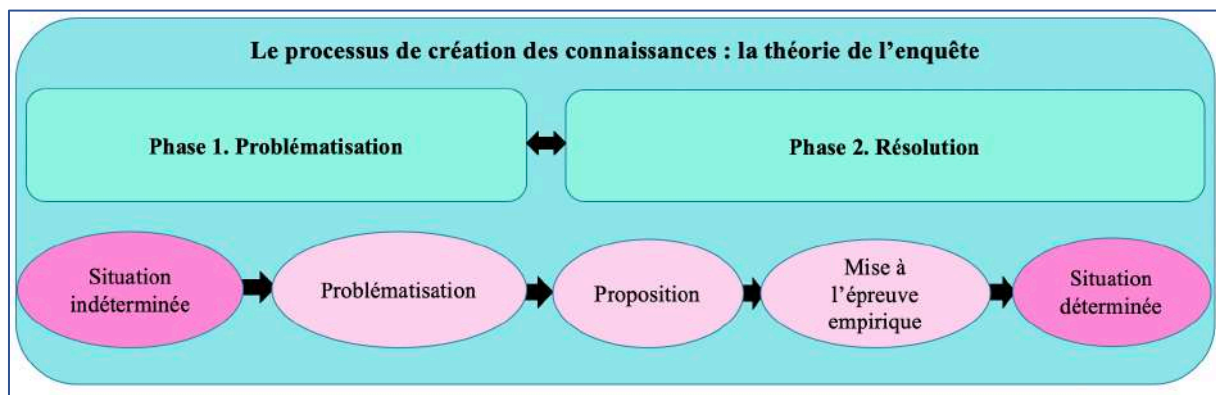 Le processus de création des connaissances : la théorie de l’enquête
Phase 1. Problématisation
Phase 2. Résolution
Situation
indéterminée
Problématisation
Proposition
Mise à
l’épreuve
empirique
Situation
déterminée